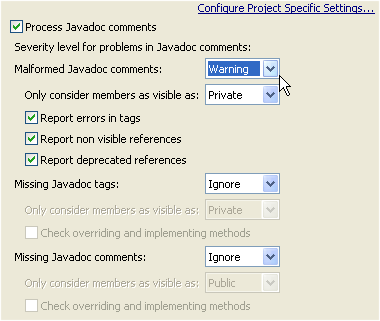 Configure Project Specific Settings...
Process Javadoc comments
Severity level for problems in Javadoc comments:
Malformed Javadoc comments: Warning
Only consider members as visible as: Private
Report errors in tags
Report non visible references
Report deprecated references
Missing Javadoc tags: Ignore
Only consider members as visible as: Private
Check overriding and implementing methods
Missing Javadoc comments: Ignore
Only consider members as visible as: Public
Check overriding and implementing methods